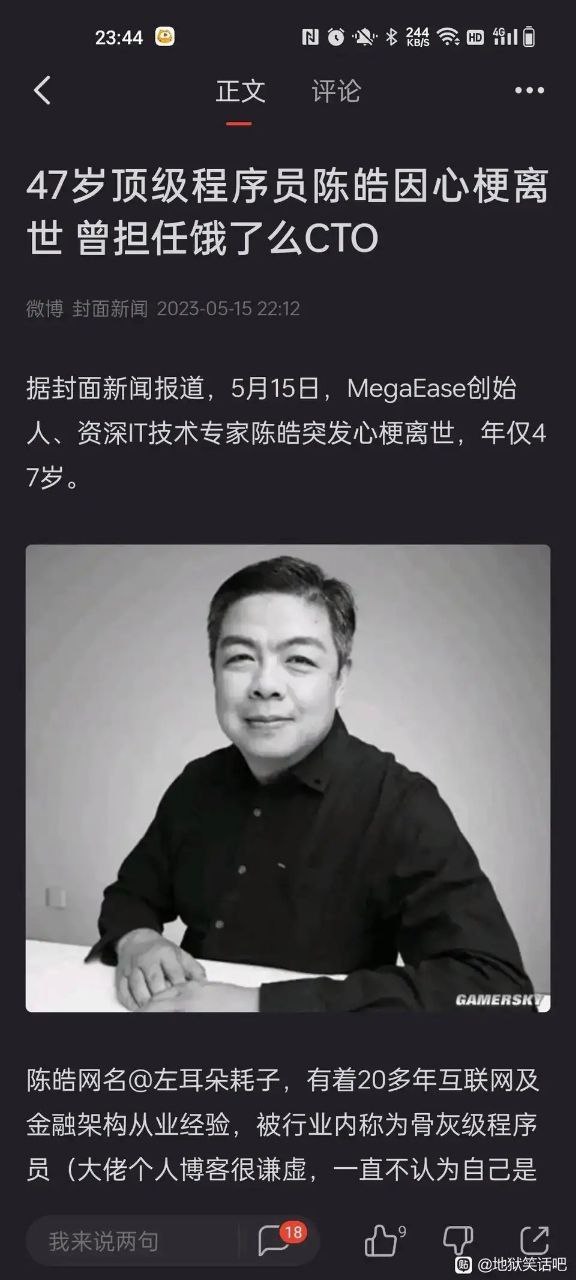 23:44
244
KB/S
HD
4G
正文
评论
47岁顶级程序员陈皓因心梗离
世 曾担任饿了么CTO
微博 封面新闻 2023-05-15 22:12
据封面新闻报道，5月15日，MegaEase创始
人、资深IT技术专家陈皓突发心梗离世，年仅4
7岁。
GAMERSKY
陈皓网名@左耳朵耗子，有着20多年互联网及
金融架构从业经验，被行业内称为骨灰级程序
员（大佬个人博客很谦虚，一直不认为自己是
我来说两句
18
9
贴 @地狱笑话吧